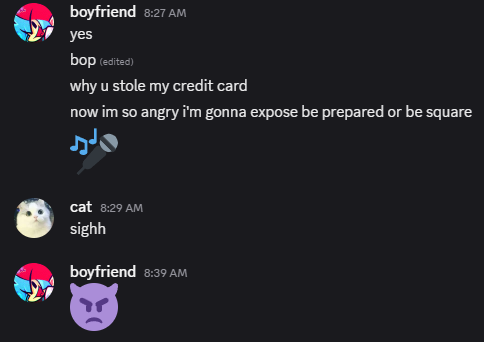 boyfriend 8:27 AM
yes
bop (edited)
why u stole my credit card
now im so angry i'm gonna expose be prepared or be square
cat 8:29 AM
sighh
boyfriend 8:39 AM